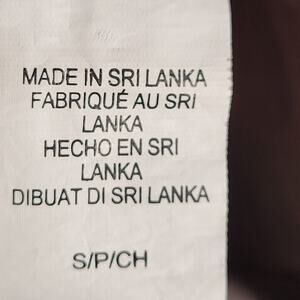 MADE IN SRI LANKA
FABRIQUÉ AU SRI
LANKA
HECHO EN SRI
LANKA
DIBUAT DI SRI LANKA
S/P/CH